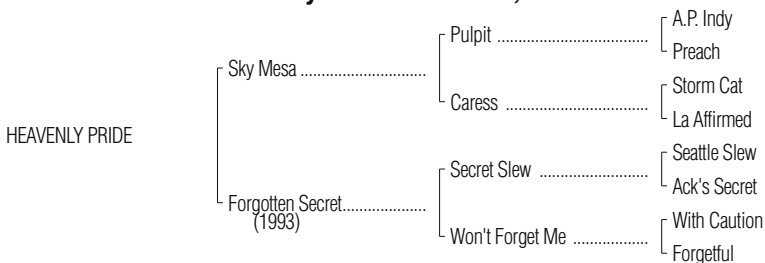 Pulpit ........................................
A.P. Indy
Preach
Sky Mesa .................................
Caress ......................................
Storm Cat
La Affirmed
HEAVENLY PRIDE
Secret Slew .............................
Seattle Slew
Ack's Secret
Forgotten Secret......................
(1993)
Won't Forget Me ....................
With Caution
Forgetful